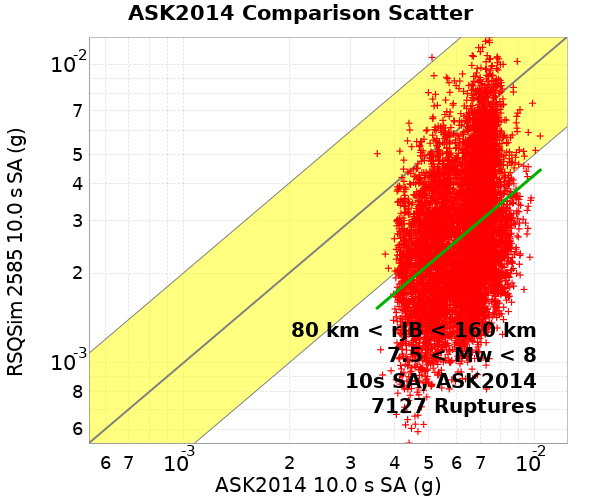 ASK2014 Comparison Scatter
RSQSim 2585 10.0 s SA (g)
10-2
7
5
4
3
2
10-3
8
6
80 km < rJB < 160 km
7.5 < Mw < 8
10s SA, ASK2014
7127 Ruptures
6 7 10-3 2 3 4 5 6 7 10-2
ASK2014 10.0 s SA (g)